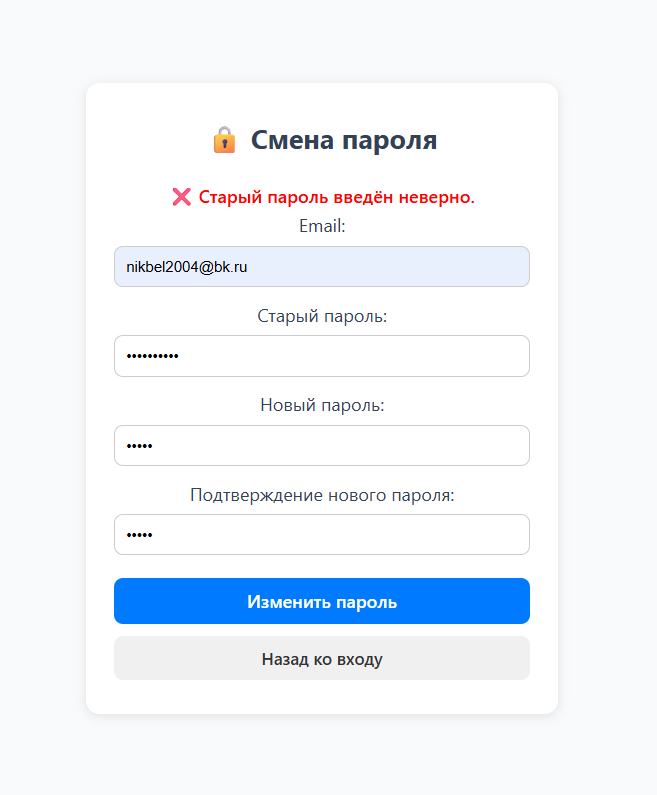 Смена пароля
Старый пароль введён неверно.
Email:
nikbel2004@bk.ru
Старый пароль:
••••••••••
Новый пароль:
•••••
Подтверждение нового пароля:
•••••
Изменить пароль
Назад ко входу